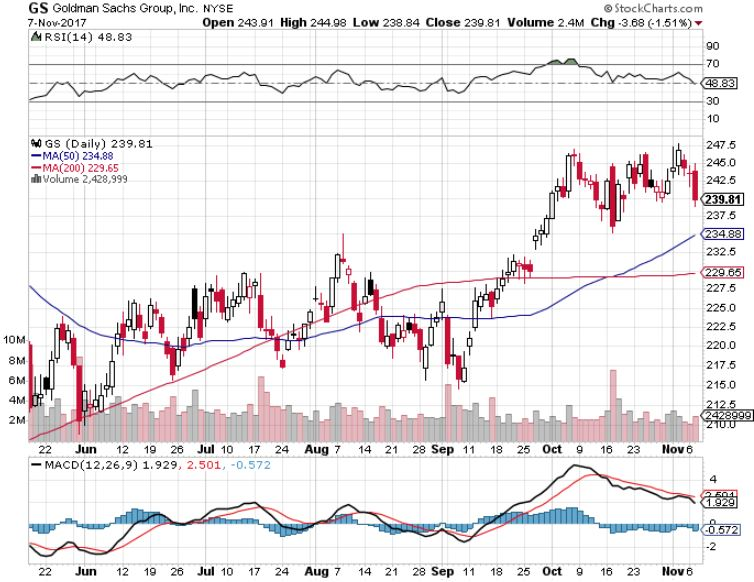 GS Goldman Sachs Group, Inc. NYSE © StockCharts.com
7-Nov-2017 Open 243.91 High 244.98 Low 238.84 Close 239.81 Volume 2.4M Chg -3.68 (-1.51%)
RSI(14) 48.83
90
70
48.83
30
10
GS (Daily) 239.81
MA(50) 234.88
MA(200) 229.65
Volume 2,428,999
247.5
245.0
242.5
239.81
237.5
234.88
232.5
229.65
227.5
225.0
222.5
220.0
217.5
215.0
212.5
2428999
210.0
10M
8M
6M
4M
2M
22 Jun 12 19 26 Jul 10 17 24 Aug 7 14 21 28 Sep 11 18 25 Oct 9 16 23 Nov 6
MACD(12,26,9) 1.929, 2.501, -0.572
4
2.501
1.929
0
-0.572
-2
22 Jun 12 19 26 Jul 10 17 24 Aug 7 14 21 28 Sep 11 18 25 Oct 9 16 23 Nov 6